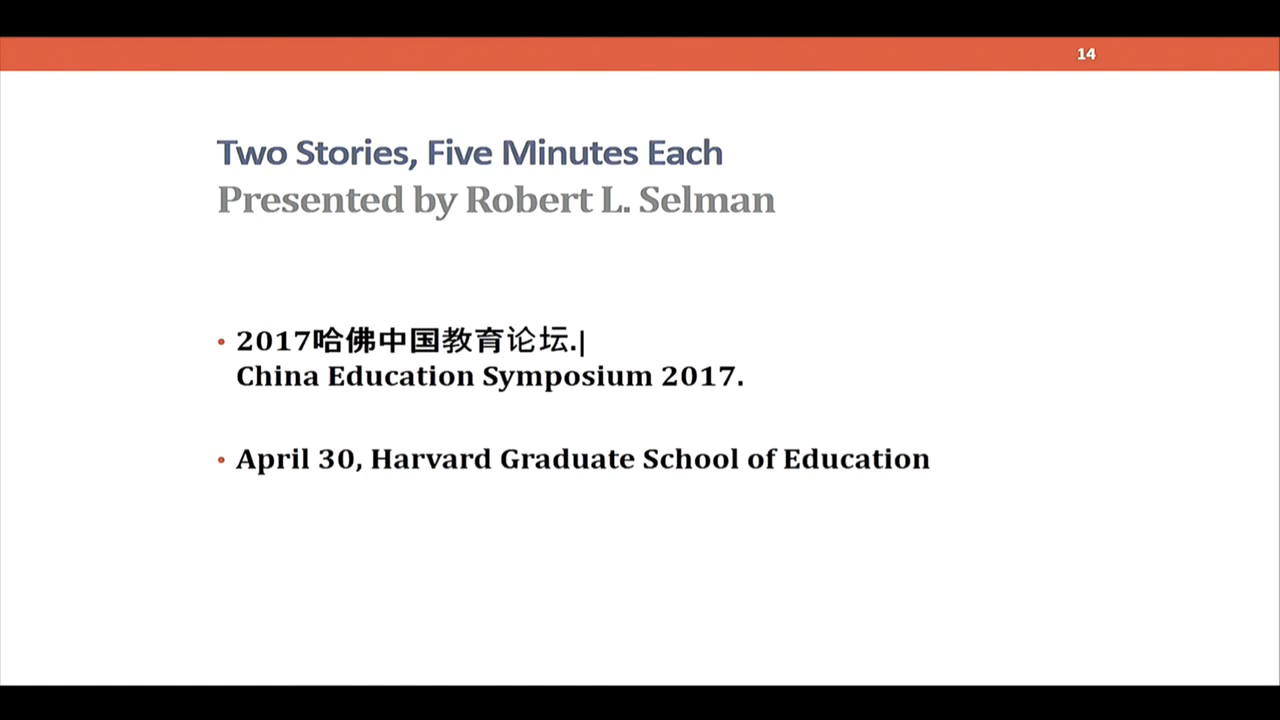 14
Two Stories, Five Minutes Each
Presented by Robert L. Selman
• 2017哈佛中国教育论坛.|
China Education Symposium 2017.
• April 30, Harvard Graduate School of Education